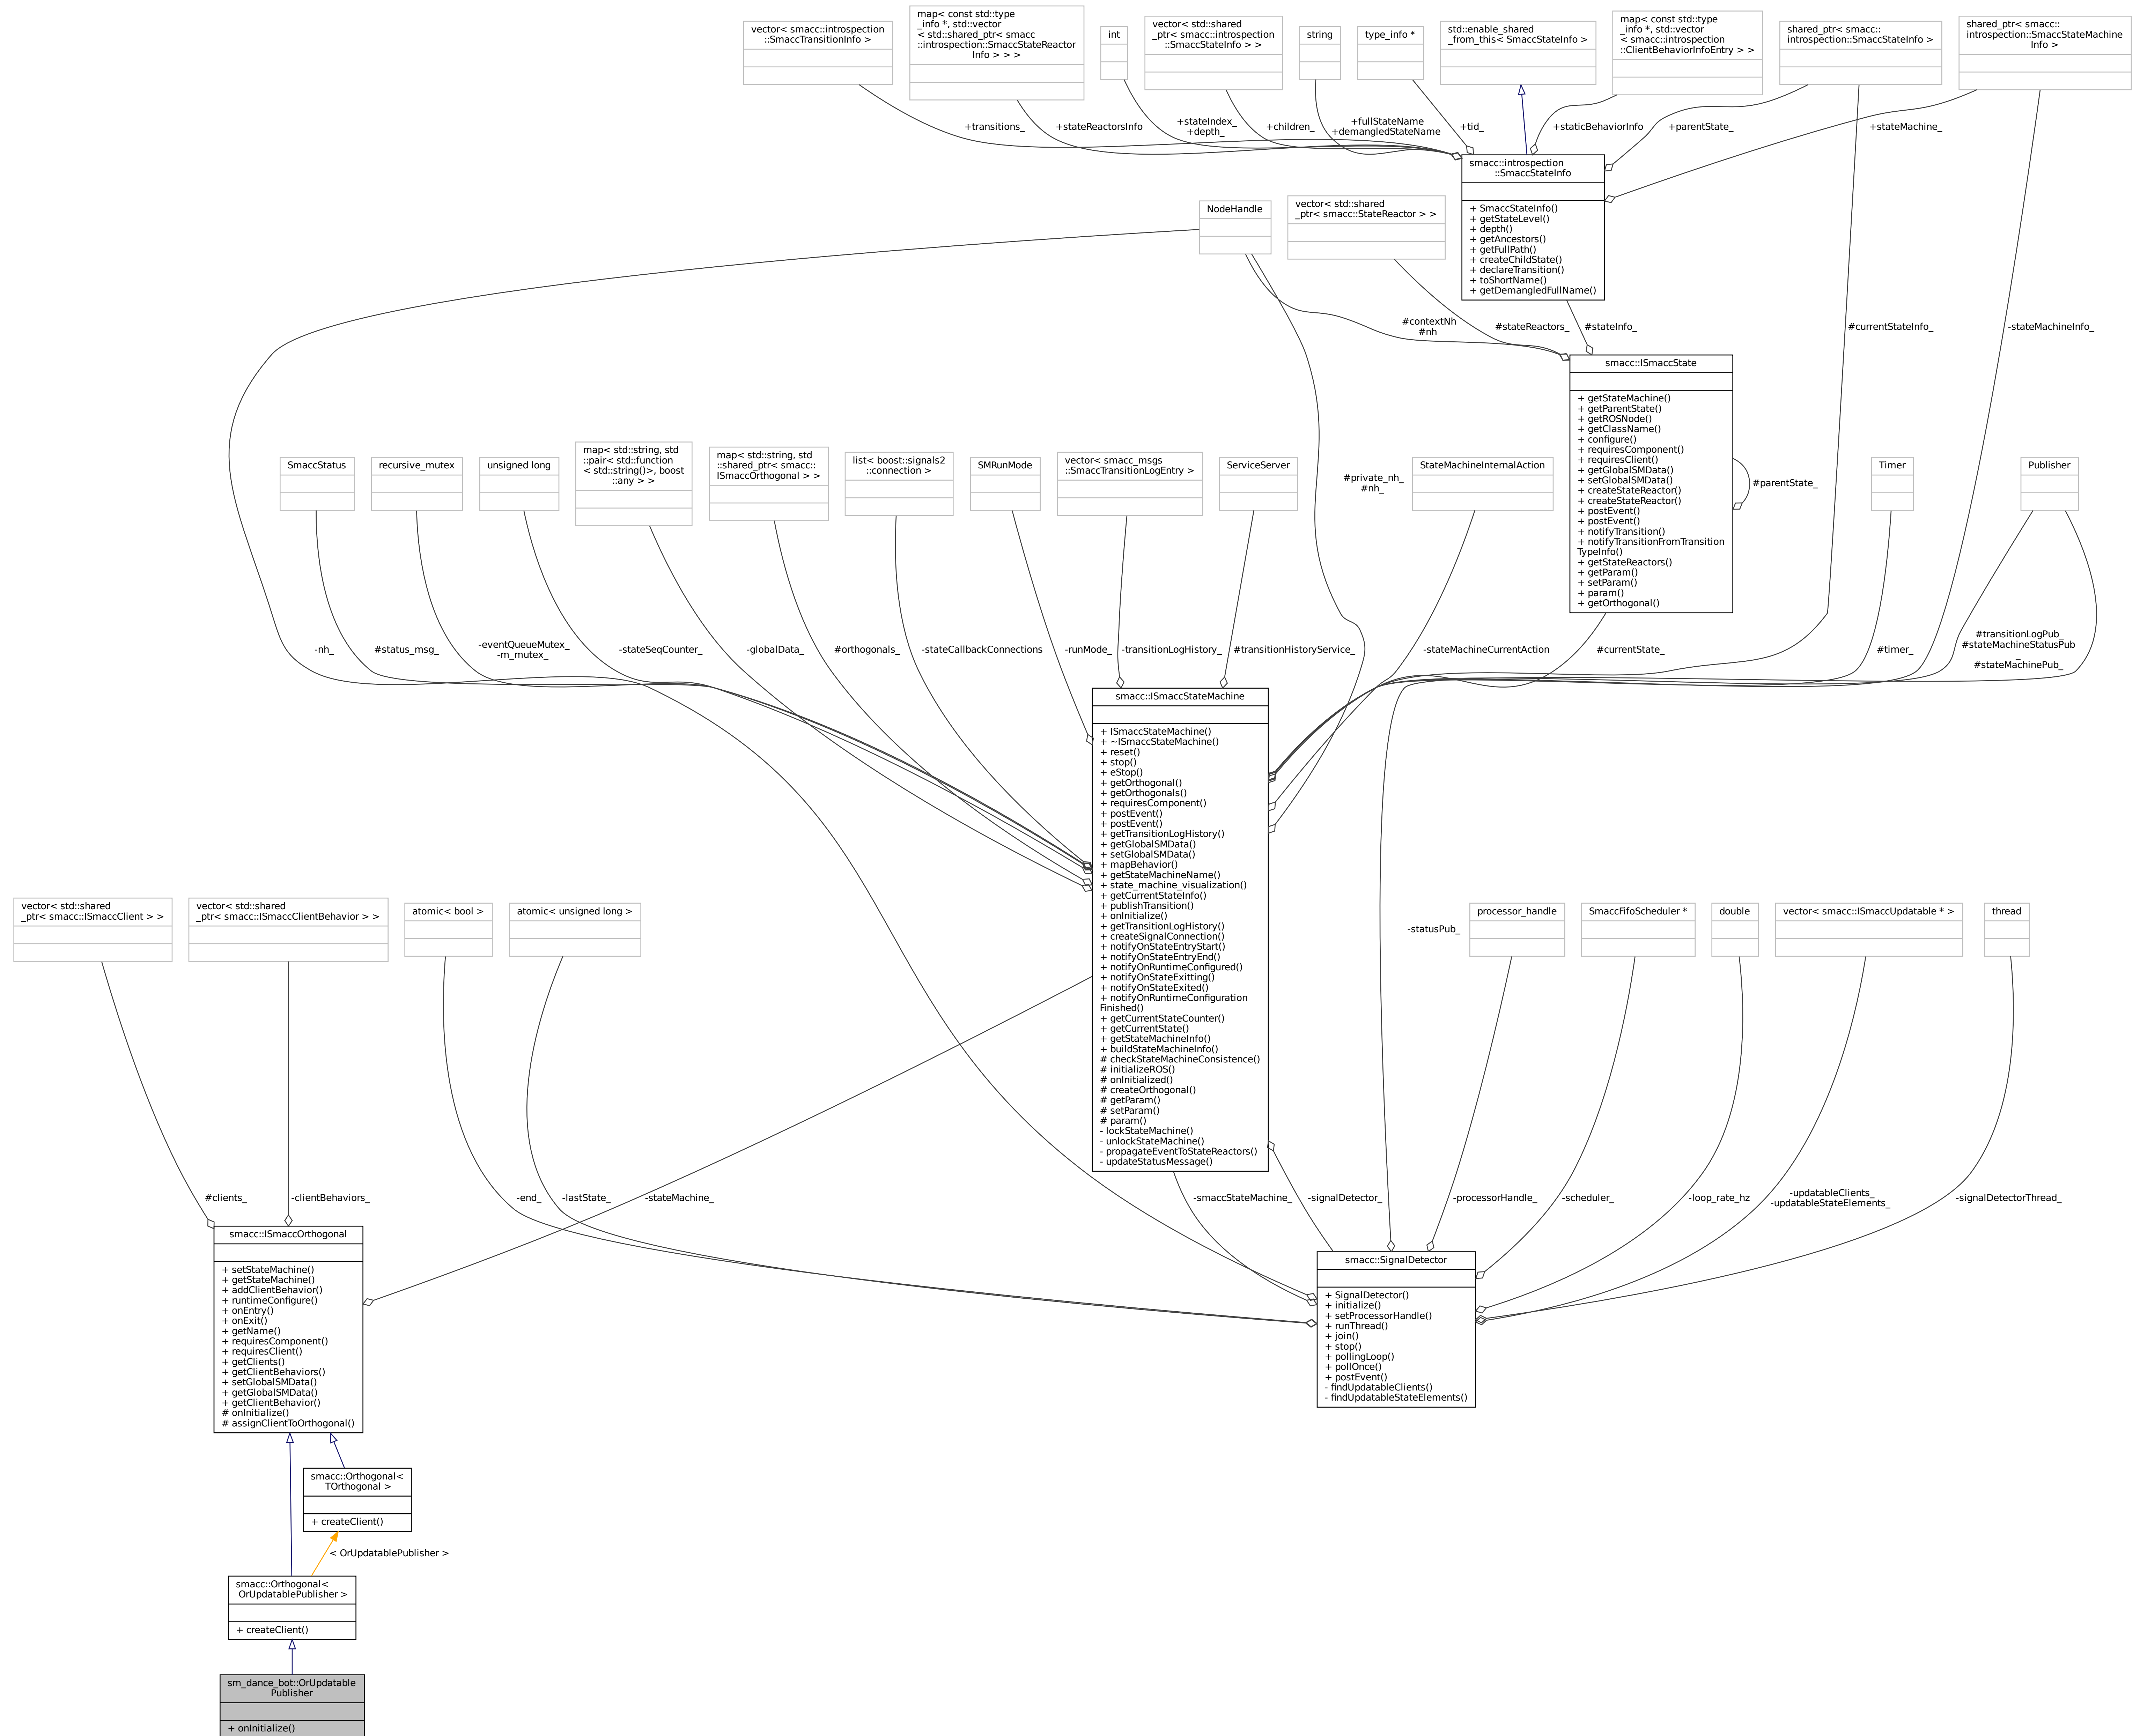 vector< smacc::introspection
::SmaccTransitionInfo >
map< const std::type
_info *, std::vector
< std::shared_ptr< smacc
::introspection::SmaccStateReactor
Info > > >
int
vector< std::shared
_ptr< smacc::introspection
::SmaccStateInfo > >
string
type_info *
std::enable_shared
_from_this< SmaccStateInfo >
map< const std::type
_info *, std::vector
< smacc::introspection
::ClientBehaviorInfoEntry > >
shared_ptr< smacc::
introspection::SmaccStateInfo >
shared_ptr< smacc::
introspection::SmaccStateMachine
Info >
+transitions_
+stateReactorsInfo
+stateIndex_
+depth_
+children_
+fullStateName
+demangledStateName
+tid_
+staticBehaviorInfo
+parentState_
+stateMachine_
smacc::introspection
::SmaccStateInfo
+ SmaccStateInfo()
+ getStateLevel()
+ depth()
+ getAncestors()
+ getFullPath()
+ createChildState()
+ declareTransition()
+ toShortName()
+ getDemangledFullName()
NodeHandle
vector< std::shared
_ptr< smacc::StateReactor > >
#contextNh
#nh
#stateReactors_
#stateInfo_
#currentStateInfo_
-stateMachineInfo_
smacc::ISmaccState
+ getStateMachine()
+ getParentState()
+ getROSNode()
+ getClassName()
+ configure()
+ requiresComponent()
+ requiresClient()
+ getGlobalSMData()
+ setGlobalSMData()
+ createStateReactor()
+ createStateReactor()
+ postEvent()
+ postEvent()
+ notifyTransition()
+ notifyTransitionFromTransition
TypeInfo()
+ getStateReactors()
+ getParam()
+ setParam()
+ param()
+ getOrthogonal()
#parentState_
SmaccStatus
recursive_mutex
unsigned long
map< std::string, std
::pair< std::function
< std::string()>, boost
::any > >
map< std::string, std
::shared_ptr< smacc::
ISmaccOrthogonal > >
list< boost::signals2
::connection >
SMRunMode
vector< smacc_msgs
::SmaccTransitionLogEntry >
ServiceServer
#private_nh_
#nh_
StateMachineInternalAction
Timer
Publisher
-nh_
#status_msg_
-eventQueueMutex_
-m_mutex_
-stateSeqCounter_
-globalData_
#orthogonals_
-stateCallbackConnections
-runMode_
-transitionLogHistory_
#transitionHistoryService_
-stateMachineCurrentAction
#currentState_
#timer_
#transitionLogPub_
#stateMachineStatusPub
_
#stateMachinePub_
smacc::ISmaccStateMachine
+ ISmaccStateMachine()
+ ~ISmaccStateMachine()
+ reset()
+ stop()
+ eStop()
+ getOrthogonal()
+ getOrthogonals()
+ requiresComponent()
+ postEvent()
+ postEvent()
+ getTransitionLogHistory()
+ getGlobalSMData()
+ setGlobalSMData()
+ mapBehavior()
+ getStateMachineName()
+ state_machine_visualization()
+ getCurrentStateInfo()
+ publishTransition()
+ onInitialize()
+ getTransitionLogHistory()
+ createSignalConnection()
+ notifyOnStateEntryStart()
+ notifyOnStateEntryEnd()
+ notifyOnRuntimeConfigured()
+ notifyOnStateExitting()
+ notifyOnStateExited()
+ notifyOnRuntimeConfiguration
Finished()
+ getCurrentStateCounter()
+ getCurrentState()
+ getStateMachineInfo()
+ buildStateMachineInfo()
# checkStateMachineConsistence()
# initializeROS()
# onInitialized()
# createOrthogonal()
# getParam()
# setParam()
# param()
- lockStateMachine()
- unlockStateMachine()
- propagateEventToStateReactors()
- updateStatusMessage()
vector< std::shared
_ptr< smacc::ISmaccClient > >
vector< std::shared
_ptr< smacc::ISmaccClientBehavior > >
atomic< bool >
atomic< unsigned long >
-statusPub_
processor_handle
SmaccFifoScheduler *
double
vector< smacc::ISmaccUpdatable * >
thread
#clients_
-clientBehaviors_
-end_
-lastState_
-stateMachine_
-smaccStateMachine_
-signalDetector_
-processorHandle_
-scheduler_
-loop_rate_hz
-updatableClients_
-updatableStateElements_
-signalDetectorThread_
smacc::ISmaccOrthogonal
+ setStateMachine()
+ getStateMachine()
+ addClientBehavior()
+ runtimeConfigure()
+ onEntry()
+ onExit()
+ getName()
+ requiresComponent()
+ requiresClient()
+ getClients()
+ getClientBehaviors()
+ setGlobalSMData()
+ getGlobalSMData()
+ getClientBehavior()
# onInitialize()
# assignClientToOrthogonal()
smacc::SignalDetector
+ SignalDetector()
+ initialize()
+ setProcessorHandle()
+ runThread()
+ join()
+ stop()
+ pollingLoop()
+ pollOnce()
+ postEvent()
- findUpdatableClients()
- findUpdatableStateElements()
smacc::Orthogonal<
TOrthogonal >
+ createClient()
< OrUpdatablePublisher >
smacc::Orthogonal<
OrUpdatablePublisher >
+ createClient()
sm_dance_bot::OrUpdatable
Publisher
+ onInitialize()